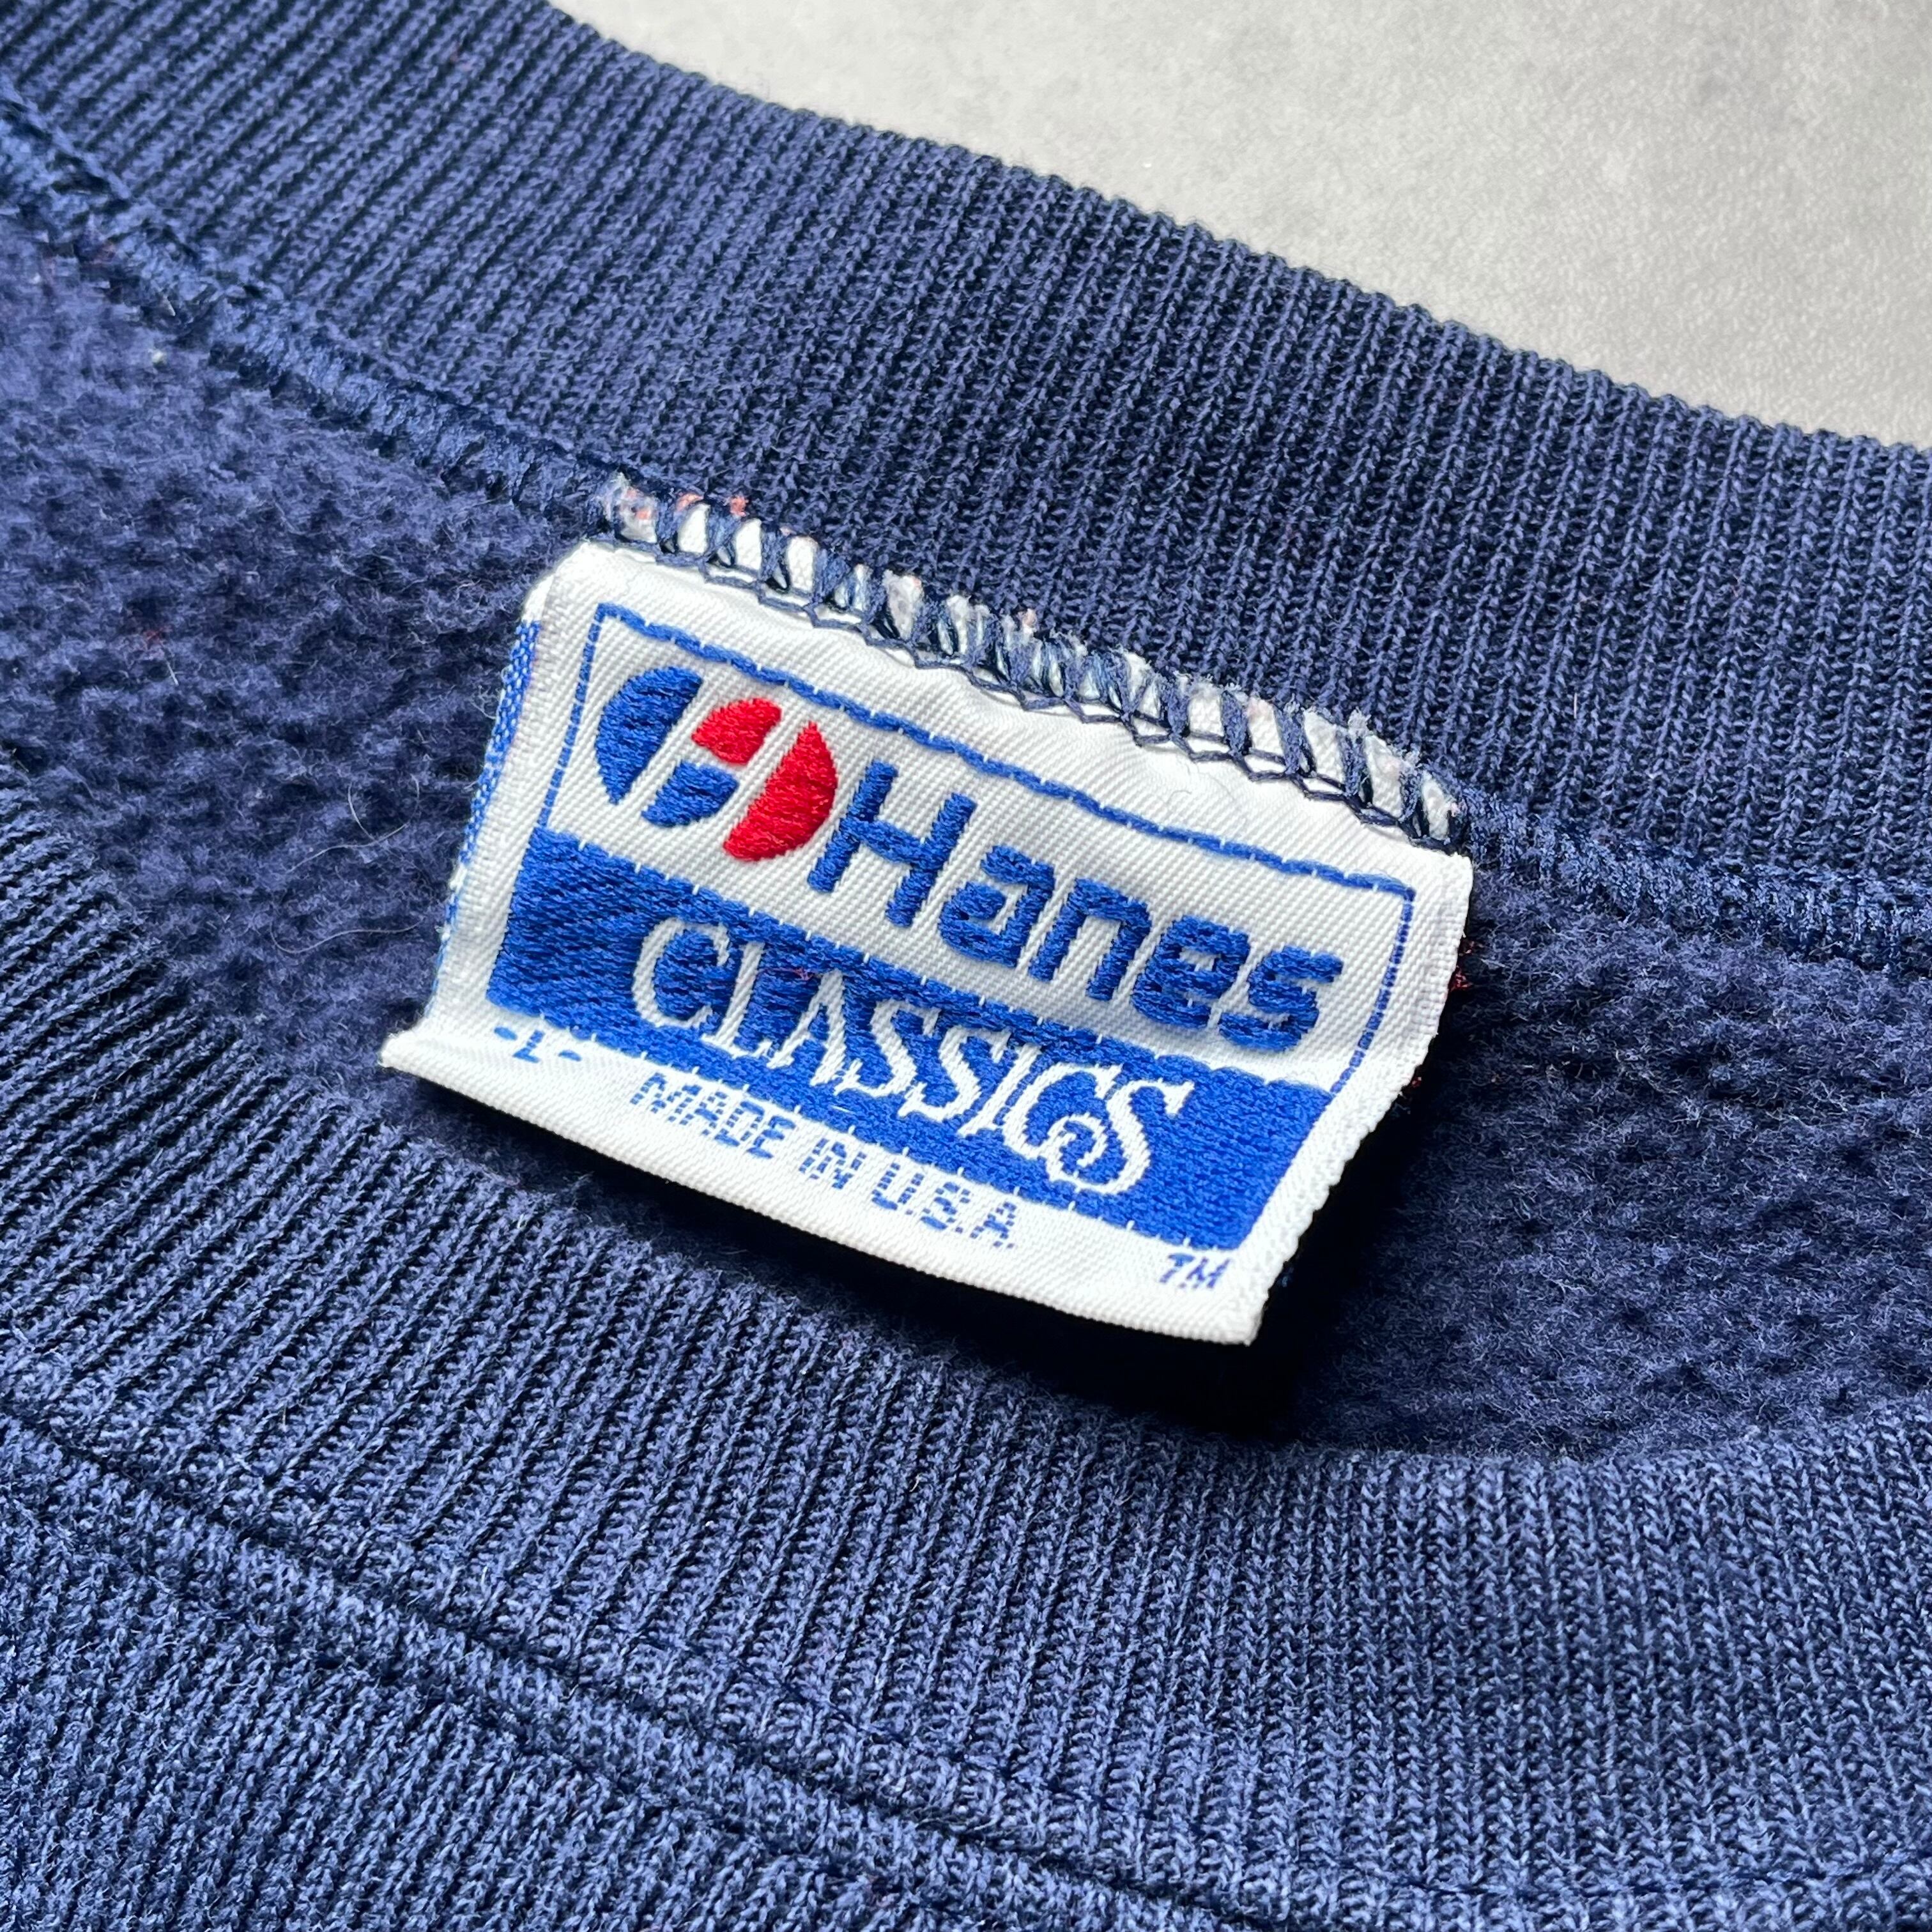 Hanes
CLASSICS
-L-
MADE IN U.S.A.
TM